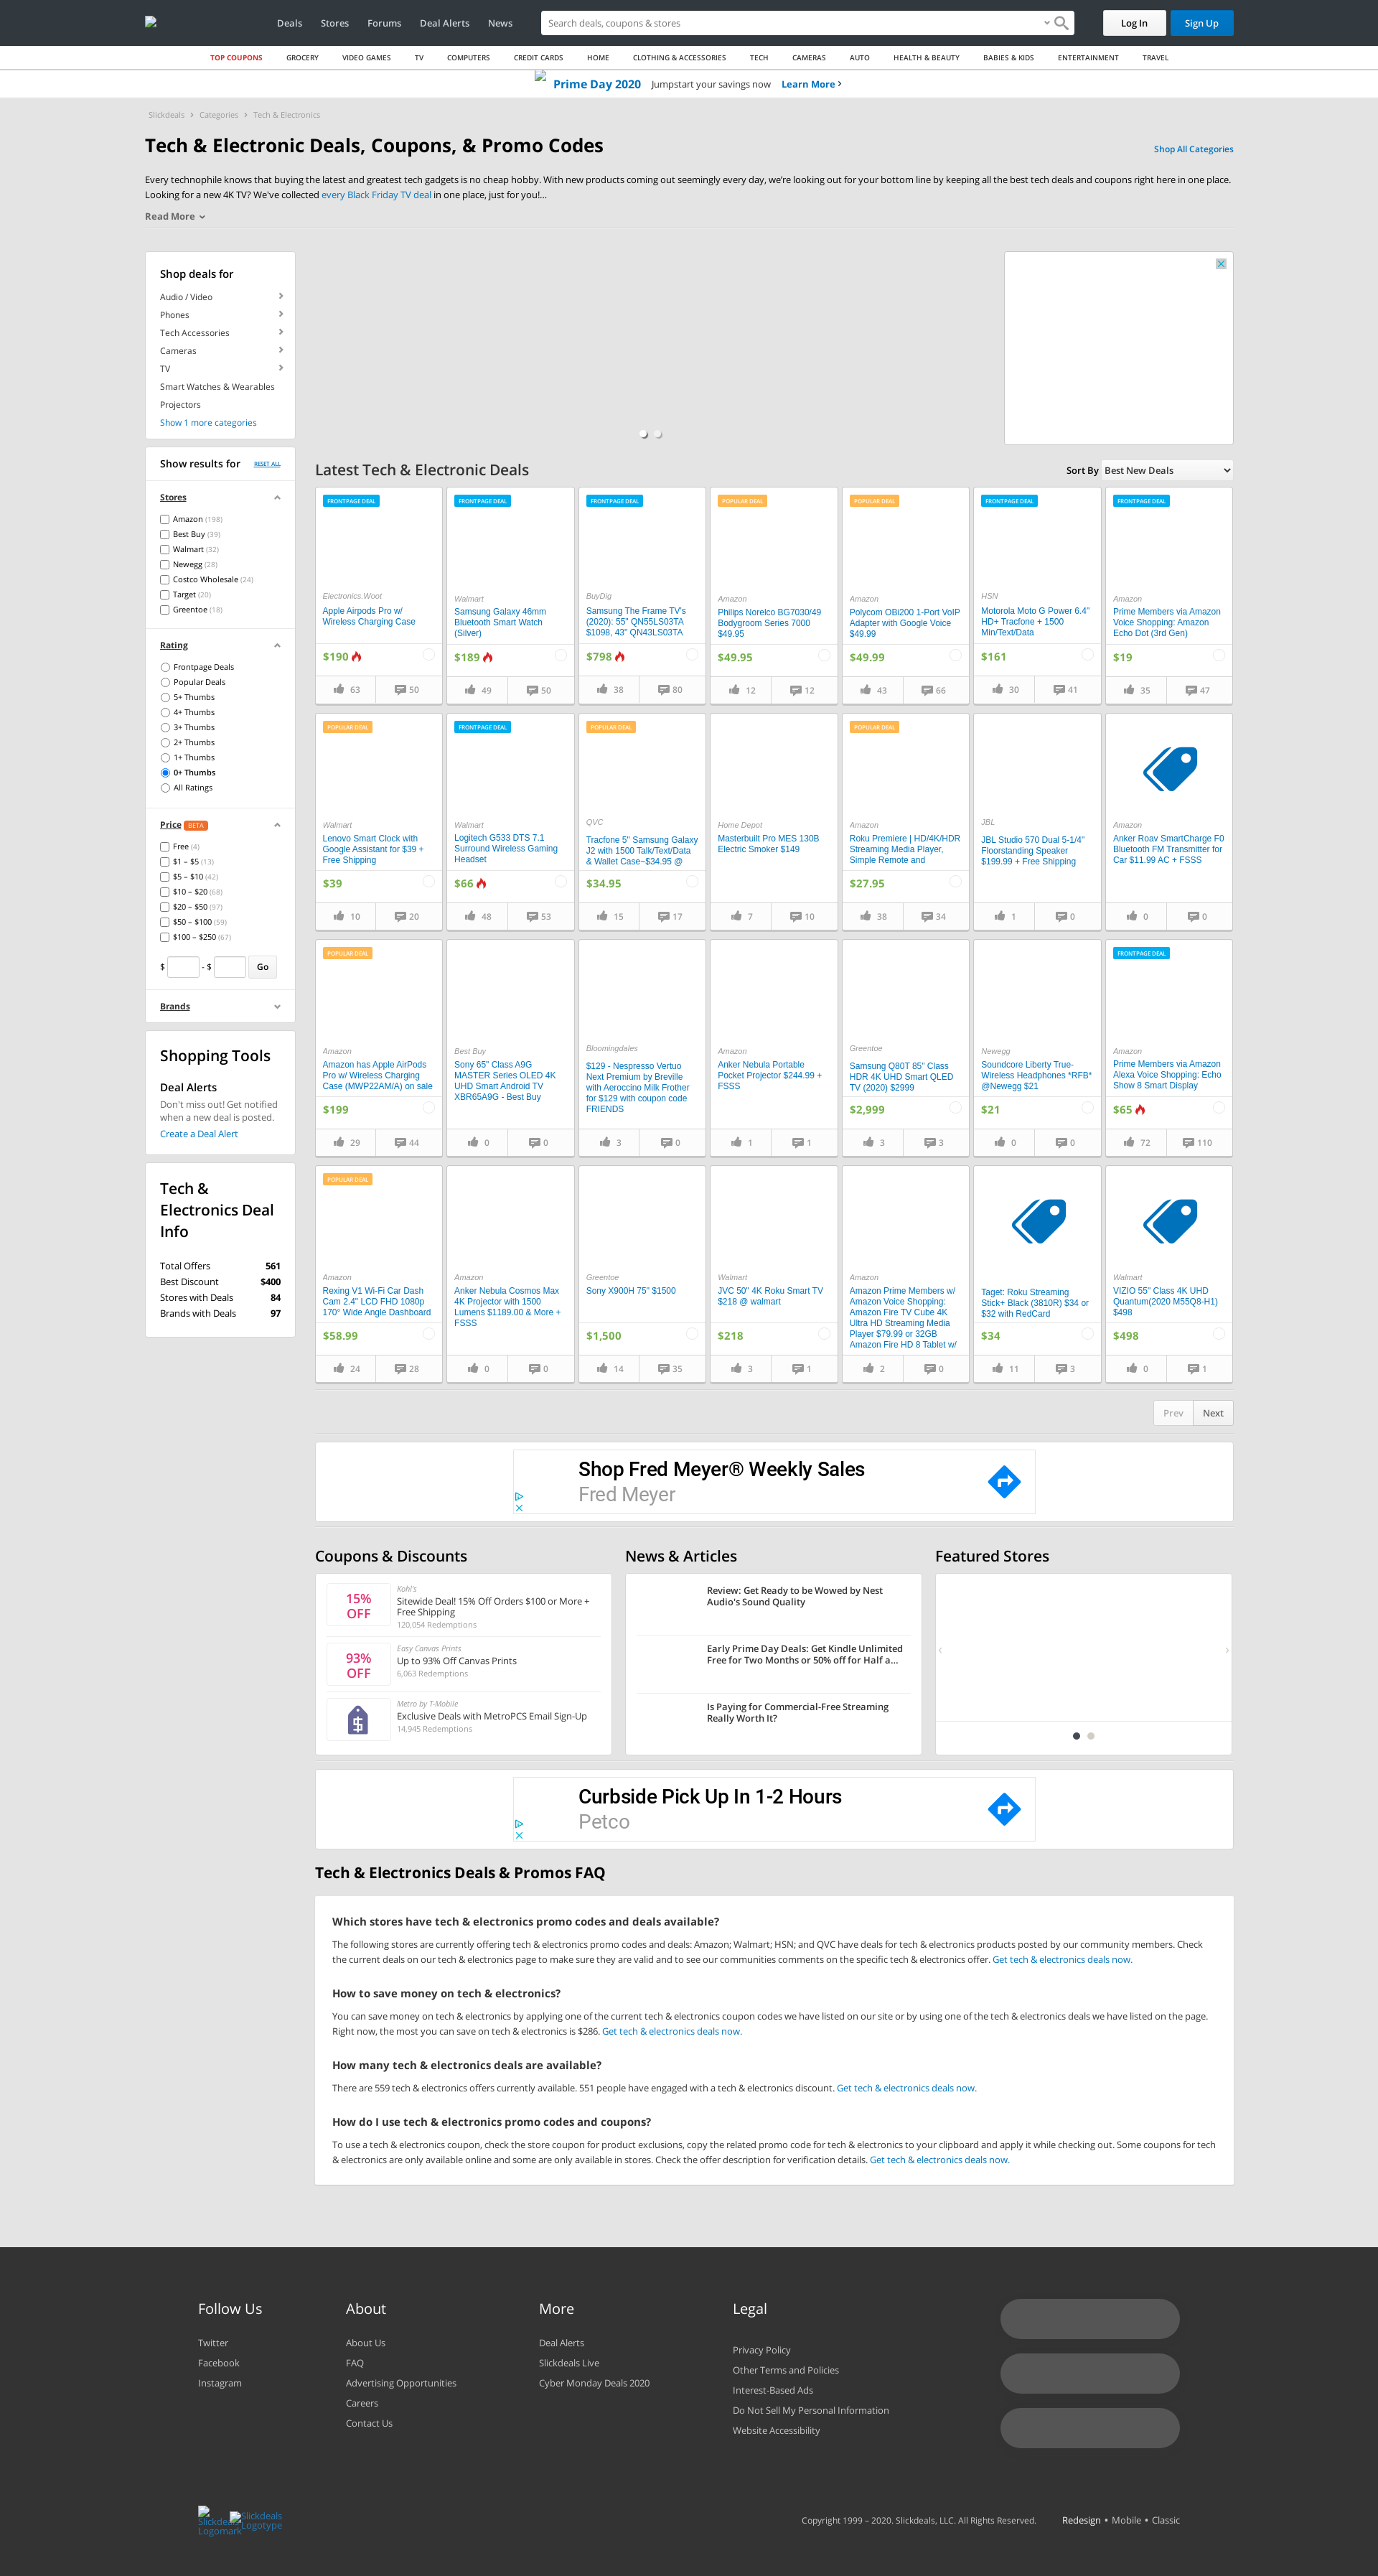 Deals Stores Forums Deal Alerts News
Search deals, coupons & stores
Log In
Sign Up
TOP COUPONS GROCERY VIDEO GAMES TV COMPUTERS CREDIT CARDS HOME CLOTHING & ACCESSORIES TECH CAMERAS AUTO HEALTH & BEAUTY BABIES & KIDS ENTERTAINMENT TRAVEL
Prime Day 2020 Jumpstart your savings now Learn More
Slickdeals Categories Tech & Electronics
Tech & Electronic Deals, Coupons, & Promo Codes
Shop All Categories
Every technophile knows that buying the latest and greatest tech gadgets is no cheap hobby. With new products coming out seemingly every day, we're looking out for your bottom line by keeping all the best tech deals and coupons right here in one place.
Looking for a new 4K TV? We've collected every Black Friday TV deal in one place, just for you!...
Read More
Shop deals for
Audio / Video
Phones
Tech Accessories
Cameras
TV
Smart Watches & Wearables
Projectors
Show 1 more categories
Show results for RESET ALL
Stores
Amazon (198)
Best Buy (39)
Walmart (32)
Newegg (28)
Costco Wholesale (24)
Target (20)
Greentoe (18)
Rating
Frontpage Deals
Popular Deals
5+ Thumbs
4+ Thumbs
3+ Thumbs
2+ Thumbs
1+ Thumbs
0+ Thumbs
All Ratings
Price BETA
Free (4)
$1 – $5 (13)
$5 – $10 (42)
$10 – $20 (68)
$20 – $50 (97)
$50 – $100 (59)
$100 – $250 (67)
$ - $ Go
Brands
Shopping Tools
Deal Alerts
Don't miss out! Get notified
when a new deal is posted.
Create a Deal Alert
Tech &
Electronics Deal
Info
Total Offers 561
Best Discount $400
Stores with Deals 84
Brands with Deals 97
Latest Tech & Electronic Deals
Sort By Best New Deals
FRONTPAGE DEAL
Electronics.Woot
Apple Airpods Pro w/
Wireless Charging Case
$190
63 50
FRONTPAGE DEAL
Walmart
Samsung Galaxy 46mm
Bluetooth Smart Watch
(Silver)
$189
49 50
FRONTPAGE DEAL
BuyDig
Samsung The Frame TV's
(2020): 55" QN55LS03TA
$1098, 43" QN43LS03TA
$798
38 80
POPULAR DEAL
Amazon
Philips Norelco BG7030/49
Bodygroom Series 7000
$49.95
$49.95
12 12
POPULAR DEAL
Amazon
Polycom OBi200 1-Port VoIP
Adapter with Google Voice
$49.99
$49.99
43 66
FRONTPAGE DEAL
HSN
Motorola Moto G Power 6.4"
HD+ Tracfone + 1500
Min/Text/Data
$161
30 41
FRONTPAGE DEAL
Amazon
Prime Members via Amazon
Voice Shopping: Amazon
Echo Dot (3rd Gen)
$19
35 47
POPULAR DEAL
Walmart
Lenovo Smart Clock with
Google Assistant for $39 +
Free Shipping
$39
10 20
FRONTPAGE DEAL
Walmart
Logitech G533 DTS 7.1
Surround Wireless Gaming
Headset
$66
48 53
POPULAR DEAL
QVC
Tracfone 5" Samsung Galaxy
J2 with 1500 Talk/Text/Data
& Wallet Case~$34.95 @
$34.95
15 17
Home Depot
Masterbuilt Pro MES 130B
Electric Smoker $149
7 10
POPULAR DEAL
Amazon
Roku Premiere | HD/4K/HDR
Streaming Media Player,
Simple Remote and
$27.95
38 34
JBL
JBL Studio 570 Dual 5-1/4"
Floorstanding Speaker
$199.99 + Free Shipping
1 0
Amazon
Anker Roav SmartCharge F0
Bluetooth FM Transmitter for
Car $11.99 AC + FSSS
0 0
POPULAR DEAL
Amazon
Amazon has Apple AirPods
Pro w/ Wireless Charging
Case (MWP22AM/A) on sale
$199
29 44
Best Buy
Sony 65" Class A9G
MASTER Series OLED 4K
UHD Smart Android TV
XBR65A9G - Best Buy
0 0
Bloomingdales
$129 - Nespresso Vertuo
Next Premium by Breville
with Aeroccino Milk Frother
for $129 with coupon code
FRIENDS
3 0
Amazon
Anker Nebula Portable
Pocket Projector $244.99 +
FSSS
1 1
Greentoe
Samsung Q80T 85" Class
HDR 4K UHD Smart QLED
TV (2020) $2999
$2,999
3 3
Newegg
Soundcore Liberty True-
Wireless Headphones *RFB*
@Newegg $21
$21
0 0
FRONTPAGE DEAL
Amazon
Prime Members via Amazon
Alexa Voice Shopping: Echo
Show 8 Smart Display
$65
72 110
POPULAR DEAL
Amazon
Rexing V1 Wi-Fi Car Dash
Cam 2.4" LCD FHD 1080p
170° Wide Angle Dashboard
$58.99
24 28
Amazon
Anker Nebula Cosmos Max
4K Projector with 1500
Lumens $1189.00 & More +
FSSS
0 0
Greentoe
Sony X900H 75" $1500
$1,500
14 35
Walmart
JVC 50" 4K Roku Smart TV
$218 @ walmart
$218
3 1
Amazon
Amazon Prime Members w/
Amazon Voice Shopping:
Amazon Fire TV Cube 4K
Ultra HD Streaming Media
Player $79.99 or 32GB
Amazon Fire HD 8 Tablet w/
2 0
Taget: Roku Streaming
Stick+ Black (3810R) $34 or
$32 with RedCard
$34
11 3
Walmart
VIZIO 55" Class 4K UHD
Quantum(2020 M55Q8-H1)
$498
$498
0 1
Prev Next
Shop Fred Meyer® Weekly Sales
Fred Meyer
Coupons & Discounts
15%
OFF
Kohl's
Sitewide Deal! 15% Off Orders $100 or More +
Free Shipping
120,054 Redemptions
93%
OFF
Easy Canvas Prints
Up to 93% Off Canvas Prints
6,063 Redemptions
Metro by T-Mobile
Exclusive Deals with MetroPCS Email Sign-Up
14,945 Redemptions
News & Articles
Review: Get Ready to be Wowed by Nest
Audio's Sound Quality
Early Prime Day Deals: Get Kindle Unlimited
Free for Two Months or 50% off for Half a...
Is Paying for Commercial-Free Streaming
Really Worth It?
Featured Stores
Curbside Pick Up In 1-2 Hours
Petco
Tech & Electronics Deals & Promos FAQ
Which stores have tech & electronics promo codes and deals available?
The following stores are currently offering tech & electronics promo codes and deals: Amazon; Walmart; HSN; and QVC have deals for tech & electronics products posted by our community members. Check
the current deals on our tech & electronics page to make sure they are valid and to see our communities comments on the specific tech & electronics offer. Get tech & electronics deals now.
How to save money on tech & electronics?
You can save money on tech & electronics by applying one of the current tech & electronics coupon codes we have listed on our site or by using one of the tech & electronics deals we have listed on the page.
Right now, the most you can save on tech & electronics is $286. Get tech & electronics deals now.
How many tech & electronics deals are available?
There are 559 tech & electronics offers currently available. 551 people have engaged with a tech & electronics discount. Get tech & electronics deals now.
How do I use tech & electronics promo codes and coupons?
To use a tech & electronics coupon, check the store coupon for product exclusions, copy the related promo code for tech & electronics to your clipboard and apply it while checking out. Some coupons for tech
& electronics are only available online and some are only available in stores. Check the offer description for verification details. Get tech & electronics deals now.
Follow Us
Twitter
Facebook
Instagram
About
About Us
FAQ
Advertising Opportunities
Careers
Contact Us
More
Deal Alerts
Slickdeals Live
Cyber Monday Deals 2020
Legal
Privacy Policy
Other Terms and Policies
Interest-Based Ads
Do Not Sell My Personal Information
Website Accessibility
Slickdeals
Logomark
Slickdeals
Logotype
Copyright 1999 – 2020. Slickdeals, LLC. All Rights Reserved.
Redesign • Mobile • Classic